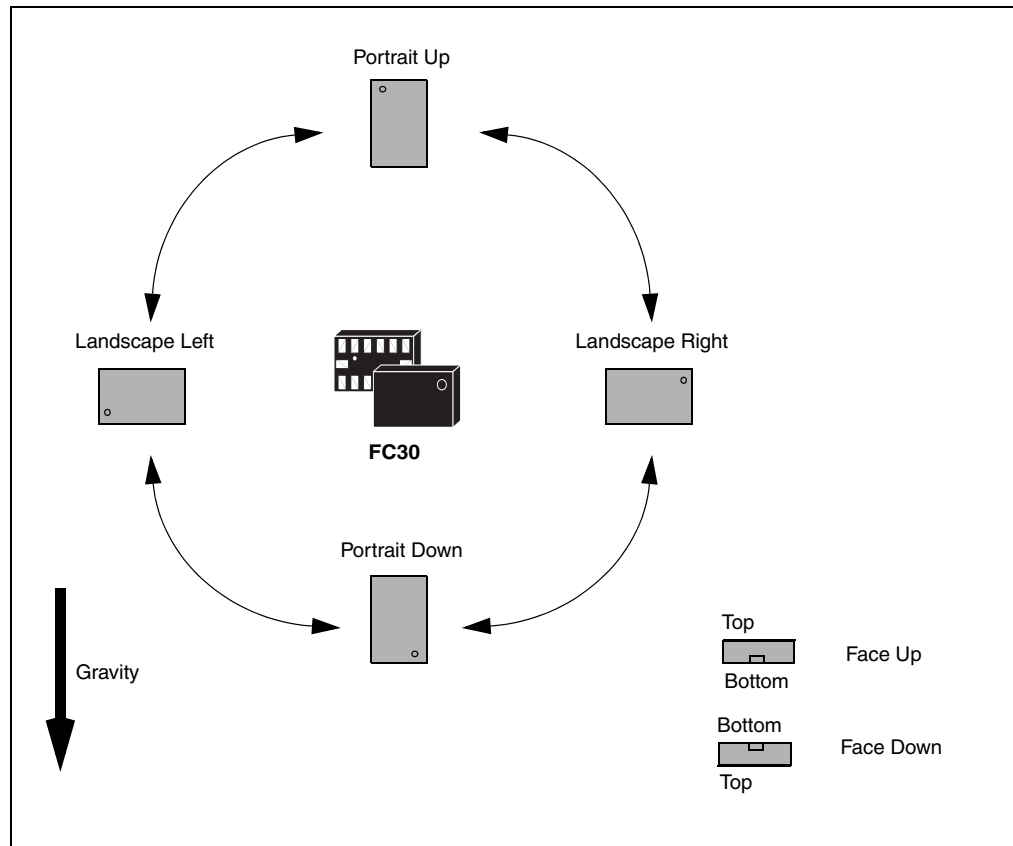 Portrait Up
Landscape Left
Landscape Right
FC30
Portrait Down
Gravity
Top
Bottom
Face Up
Bottom
Top
Face Down